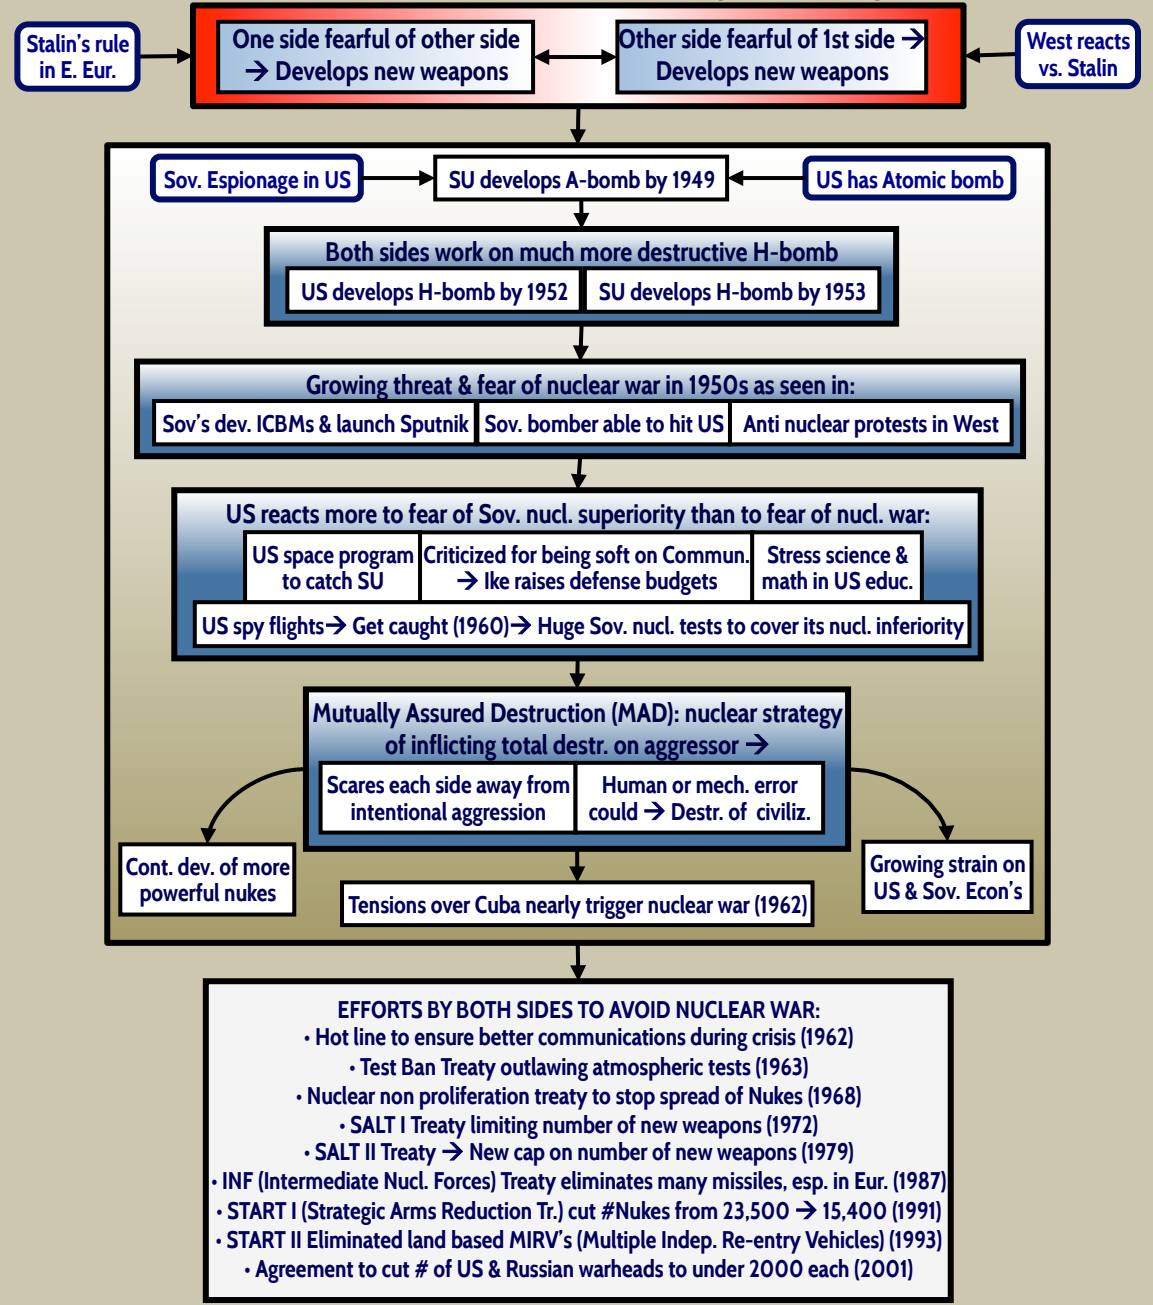 Stalin's rule
in E. Eur.
One side fearful of other side
→ Develops new weapons
Other side fearful of 1st side →
Develops new weapons
West reacts
vs. Stalin
Sov. Espionage in US
SU develops A-bomb by 1949
US has Atomic bomb
Both sides work on much more destructive H-bomb
US develops H-bomb by 1952
SU develops H-bomb by 1953
Growing threat & fear of nuclear war in 1950s as seen in:
Sov's dev. ICBMs & launch Sputnik
Sov. bomber able to hit US
Anti nuclear protests in West
US reacts more to fear of Sov. nucl. superiority than to fear of nucl. war:
US space program
to catch SU
Criticized for being soft on Commun.
→ Ike raises defense budgets
Stress science &
math in US educ.
US spy flights→ Get caught (1960)→ Huge Sov. nucl. tests to cover its nucl. inferiority
Mutually Assured Destruction (MAD): nuclear strategy
of inflicting total destr. on aggressor →
Scares each side away from
intentional aggression
Human or mech. error
could → Destr. of civiliz.
Cont. dev. of more
powerful nukes
Growing strain on
US & Sov. Econ's
Tensions over Cuba nearly trigger nuclear war (1962)
EFFORTS BY BOTH SIDES TO AVOID NUCLEAR WAR:
• Hot line to ensure better communications during crisis (1962)
• Test Ban Treaty outlawing atmospheric tests (1963)
• Nuclear non proliferation treaty to stop spread of Nukes (1968)
• SALT I Treaty limiting number of new weapons (1972)
• SALT II Treaty → New cap on number of new weapons (1979)
• INF (Intermediate Nucl. Forces) Treaty eliminates many missiles, esp. in Eur. (1987)
• START I (Strategic Arms Reduction Tr.) cut #Nukes from 23,500 → 15,400 (1991)
• START II Eliminated land based MIRV's (Multiple Indep. Re-entry Vehicles) (1993)
• Agreement to cut # of US & Russian warheads to under 2000 each (2001)